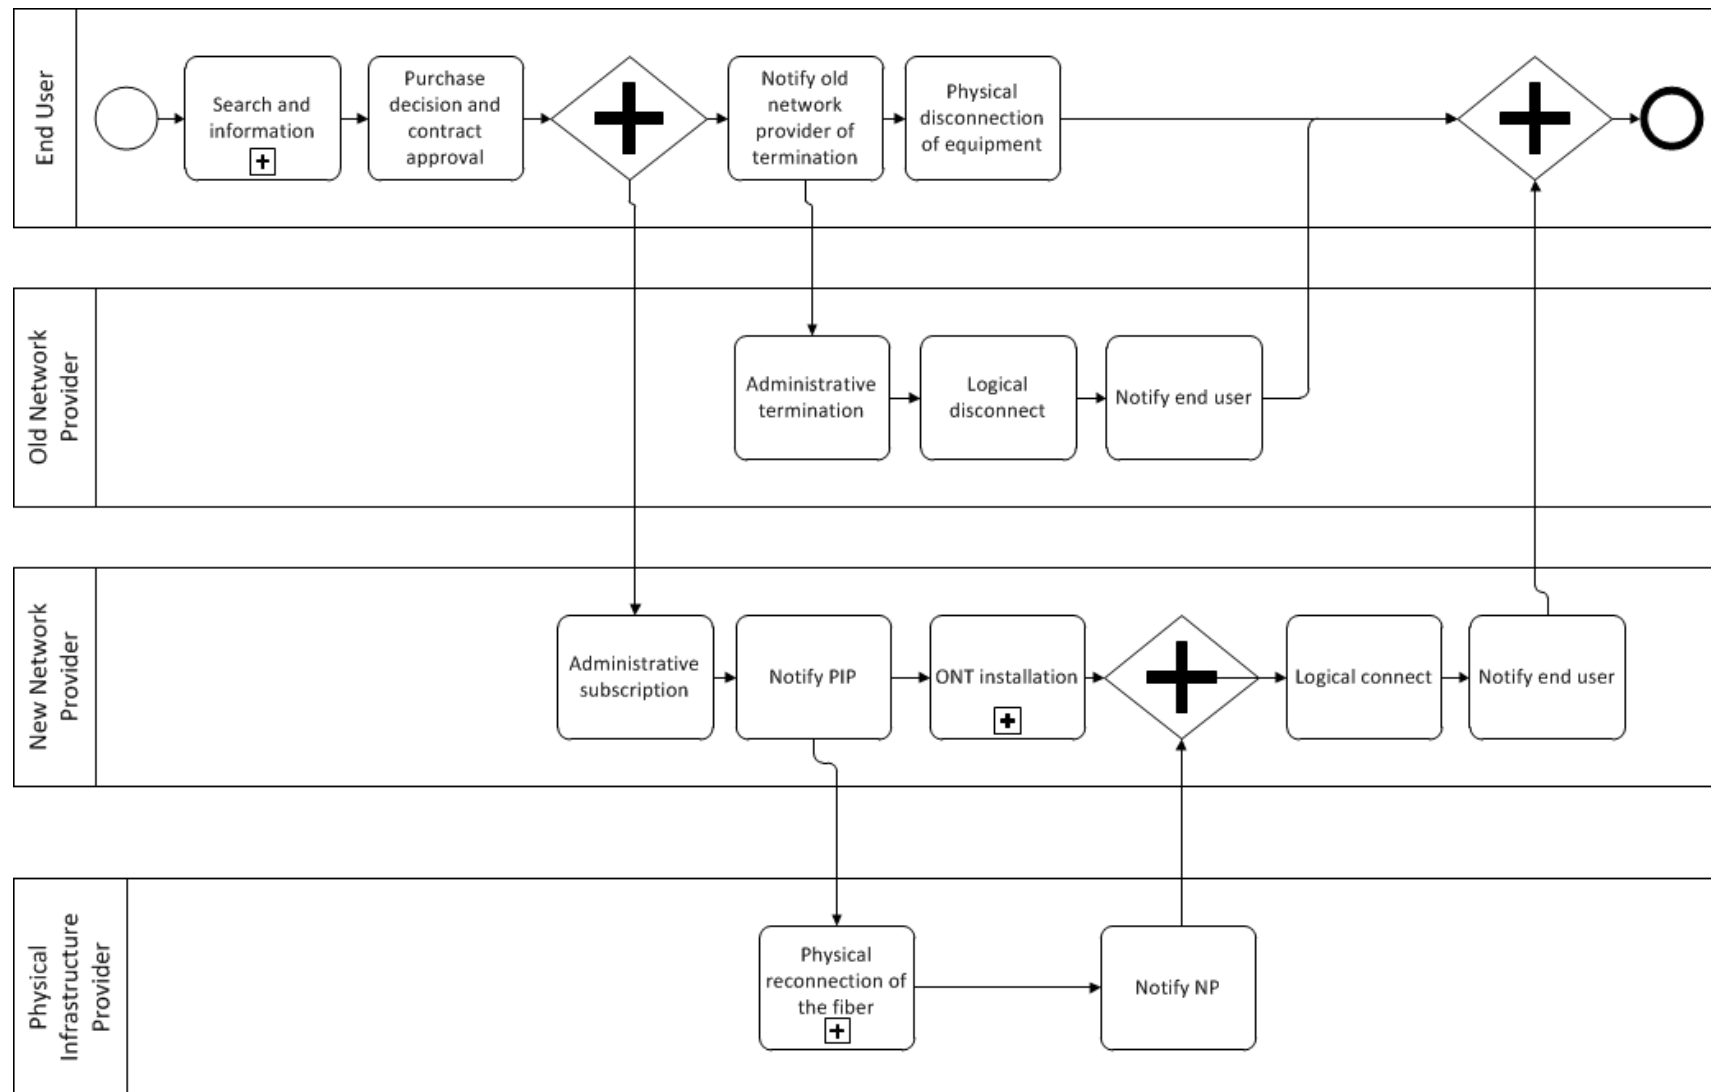 End User
Search and
information
Purchase
decision and
contract
approval
Notify old
network
provider of
termination
Physical
disconnection
of equipment
Old Network
Provider
Administrative
termination
Logical
disconnect
Notify end user
New Network
Provider
Administrative
subscription
Notify PIP
ONT installation
Logical connect
Notify end user
Physical
Infrastructure
Provider
Physical
reconnection of
the fiber
Notify NP